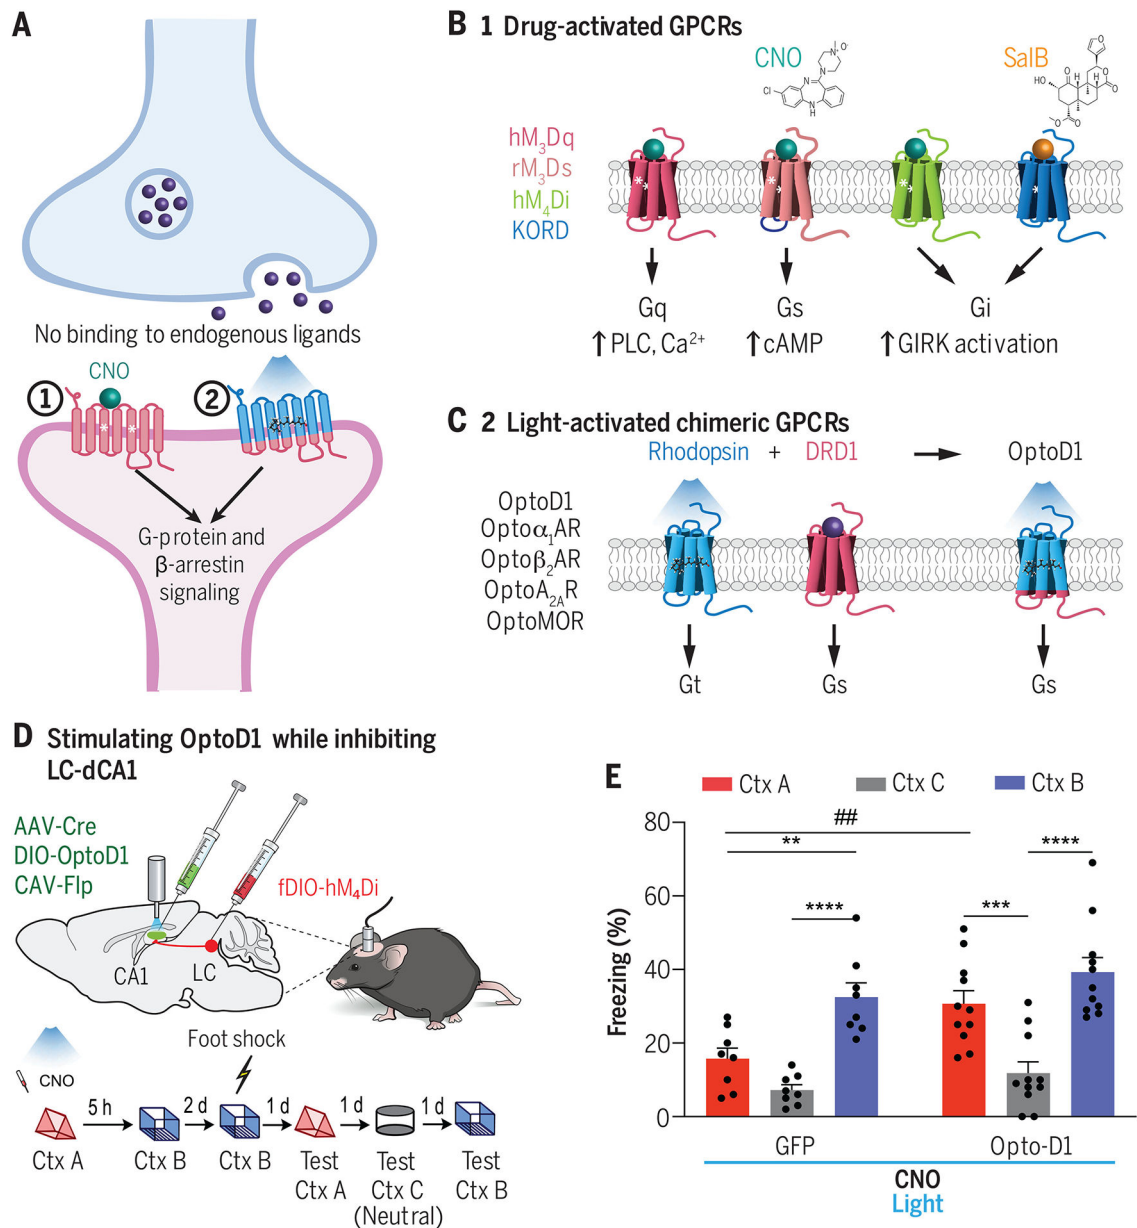 A
No binding to endogenous ligands
1
CNO
2
G-protein and
β-arrestin
signaling
B 1 Drug-activated GPCRs
CNO
SalB
hM₃Dq
rM₃Ds
hM₄Di
KORD
Cl
N
N
H
N
N⁺
O⁻
HO
O
O
O
O
O
O
H
H
Gq
Gs
Gi
↑PLC, Ca²⁺
↑cAMP
↑GIRK activation
C 2 Light-activated chimeric GPCRs
Rhodopsin + DRD1
OptoD1
OptoD1
Optoα₁AR
Optoβ₂AR
OptoA₂AR
OptoMOR
Gt
Gs
Gs
D Stimulating OptoD1 while inhibiting
LC-dCA1
AAV-Cre
DIO-OptoD1
CAV-Flp
fDIO-hM₄Di
CA1
LC
Foot shock
CNO
5 h
2 d
1 d
1 d
1 d
Ctx A
Ctx B
Ctx B
Test
Ctx A
Test
Ctx C
(Neutral)
Test
Ctx B
E
Ctx A
Ctx C
Ctx B
Freezing (%)
80
60
40
20
0
##
**
****
****
***
GFP
Opto-D1
CNO
Light